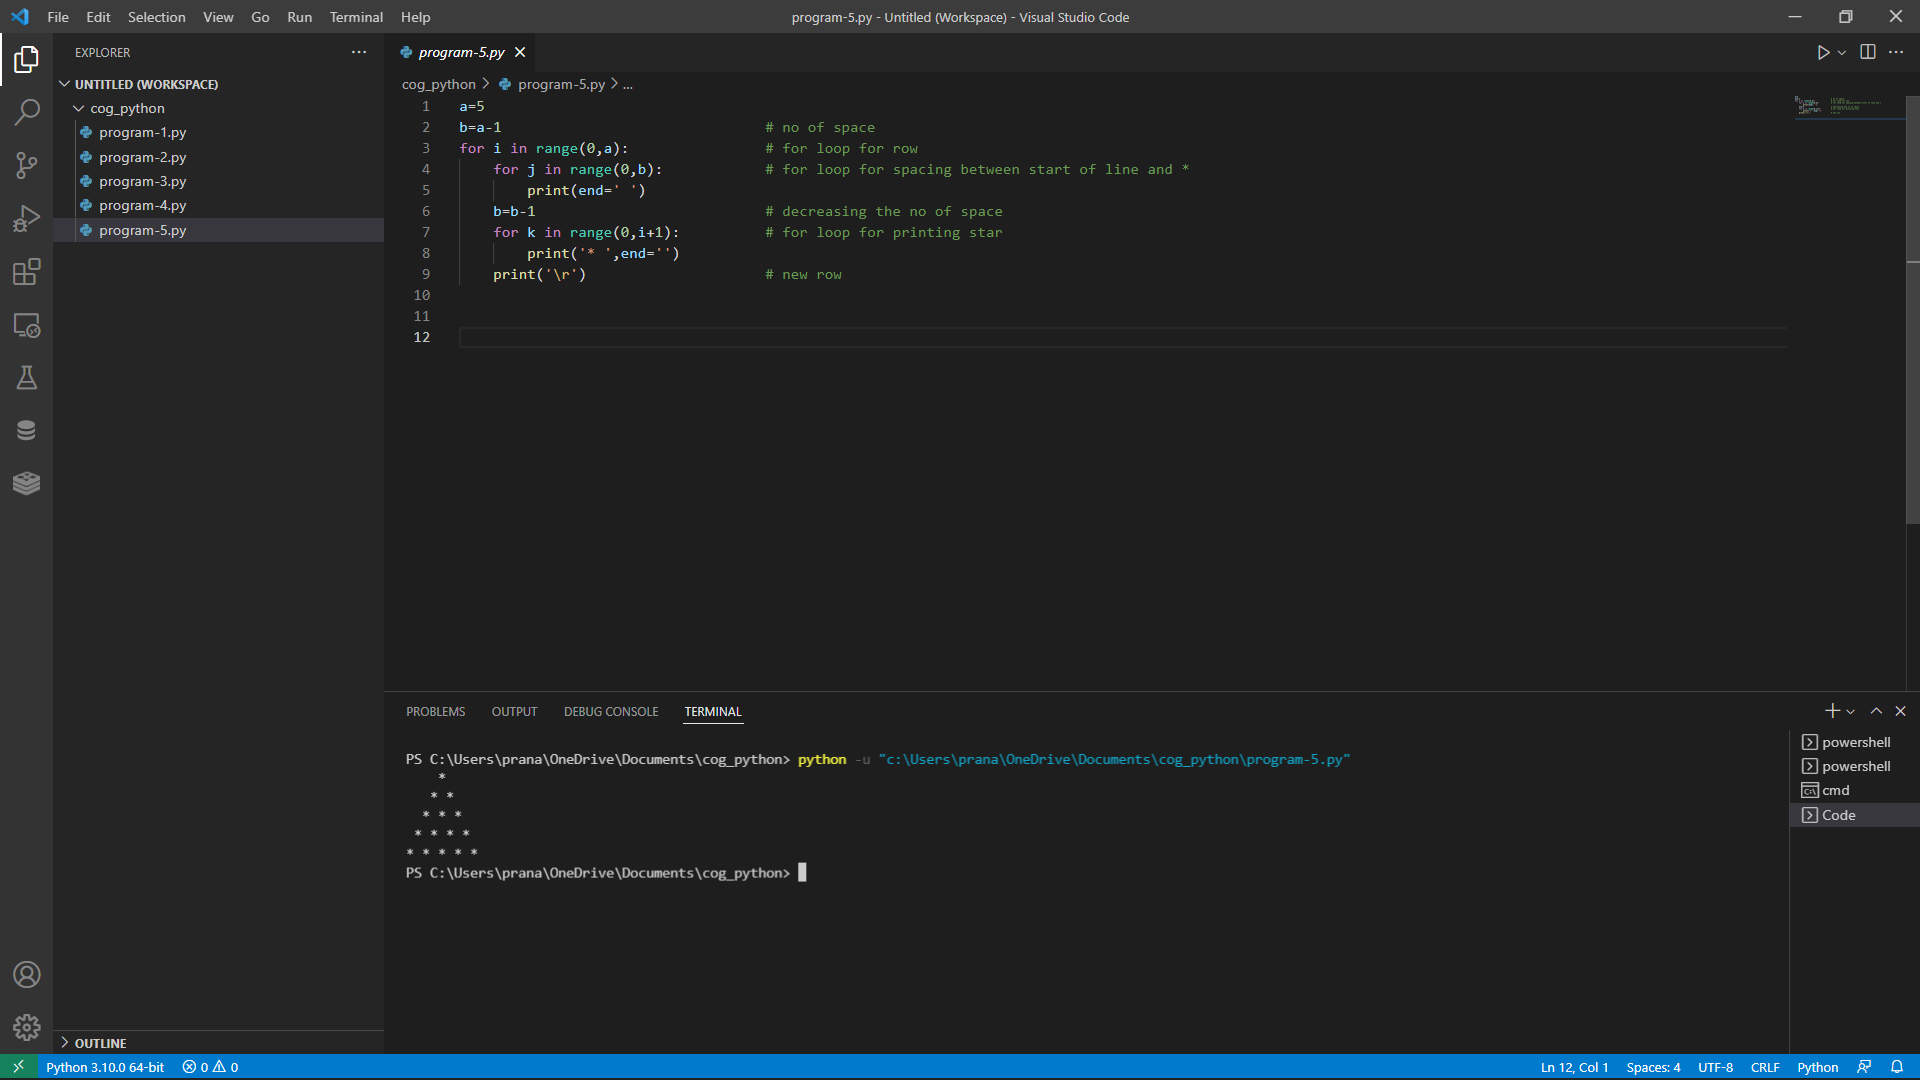 File Edit Selection View Go Run Terminal Help
program-5.py - Untitled (Workspace) - Visual Studio Code
EXPLORER
UNTITLED (WORKSPACE)
cog_python
program-1.py
program-2.py
program-3.py
program-4.py
program-5.py
OUTLINE
program-5.py
cog_python > program-5.py > ...
1 a=5
2 b=a-1 # no of space
3 for i in range(0,a): # for loop for row
4 for j in range(0,b): # for loop for spacing between start of line and *
5 print(end=' ')
6 b=b-1 # decreasing the no of space
7 for k in range(0,i+1): # for loop for printing star
8 print('* ',end='')
9 print('\r') # new row
10
11
12
PROBLEMS OUTPUT DEBUG CONSOLE TERMINAL
PS C:\Users\prana\OneDrive\Documents\cog_python> python -u "c:\Users\prana\OneDrive\Documents\cog_python\program-5.py"
*
* *
* * *
* * * *
* * * * *
PS C:\Users\prana\OneDrive\Documents\cog_python>
powershell
powershell
cmd
Code
Python 3.10.0 64-bit 0 0 Ln 12, Col 1 Spaces: 4 UTF-8 CRLF Python